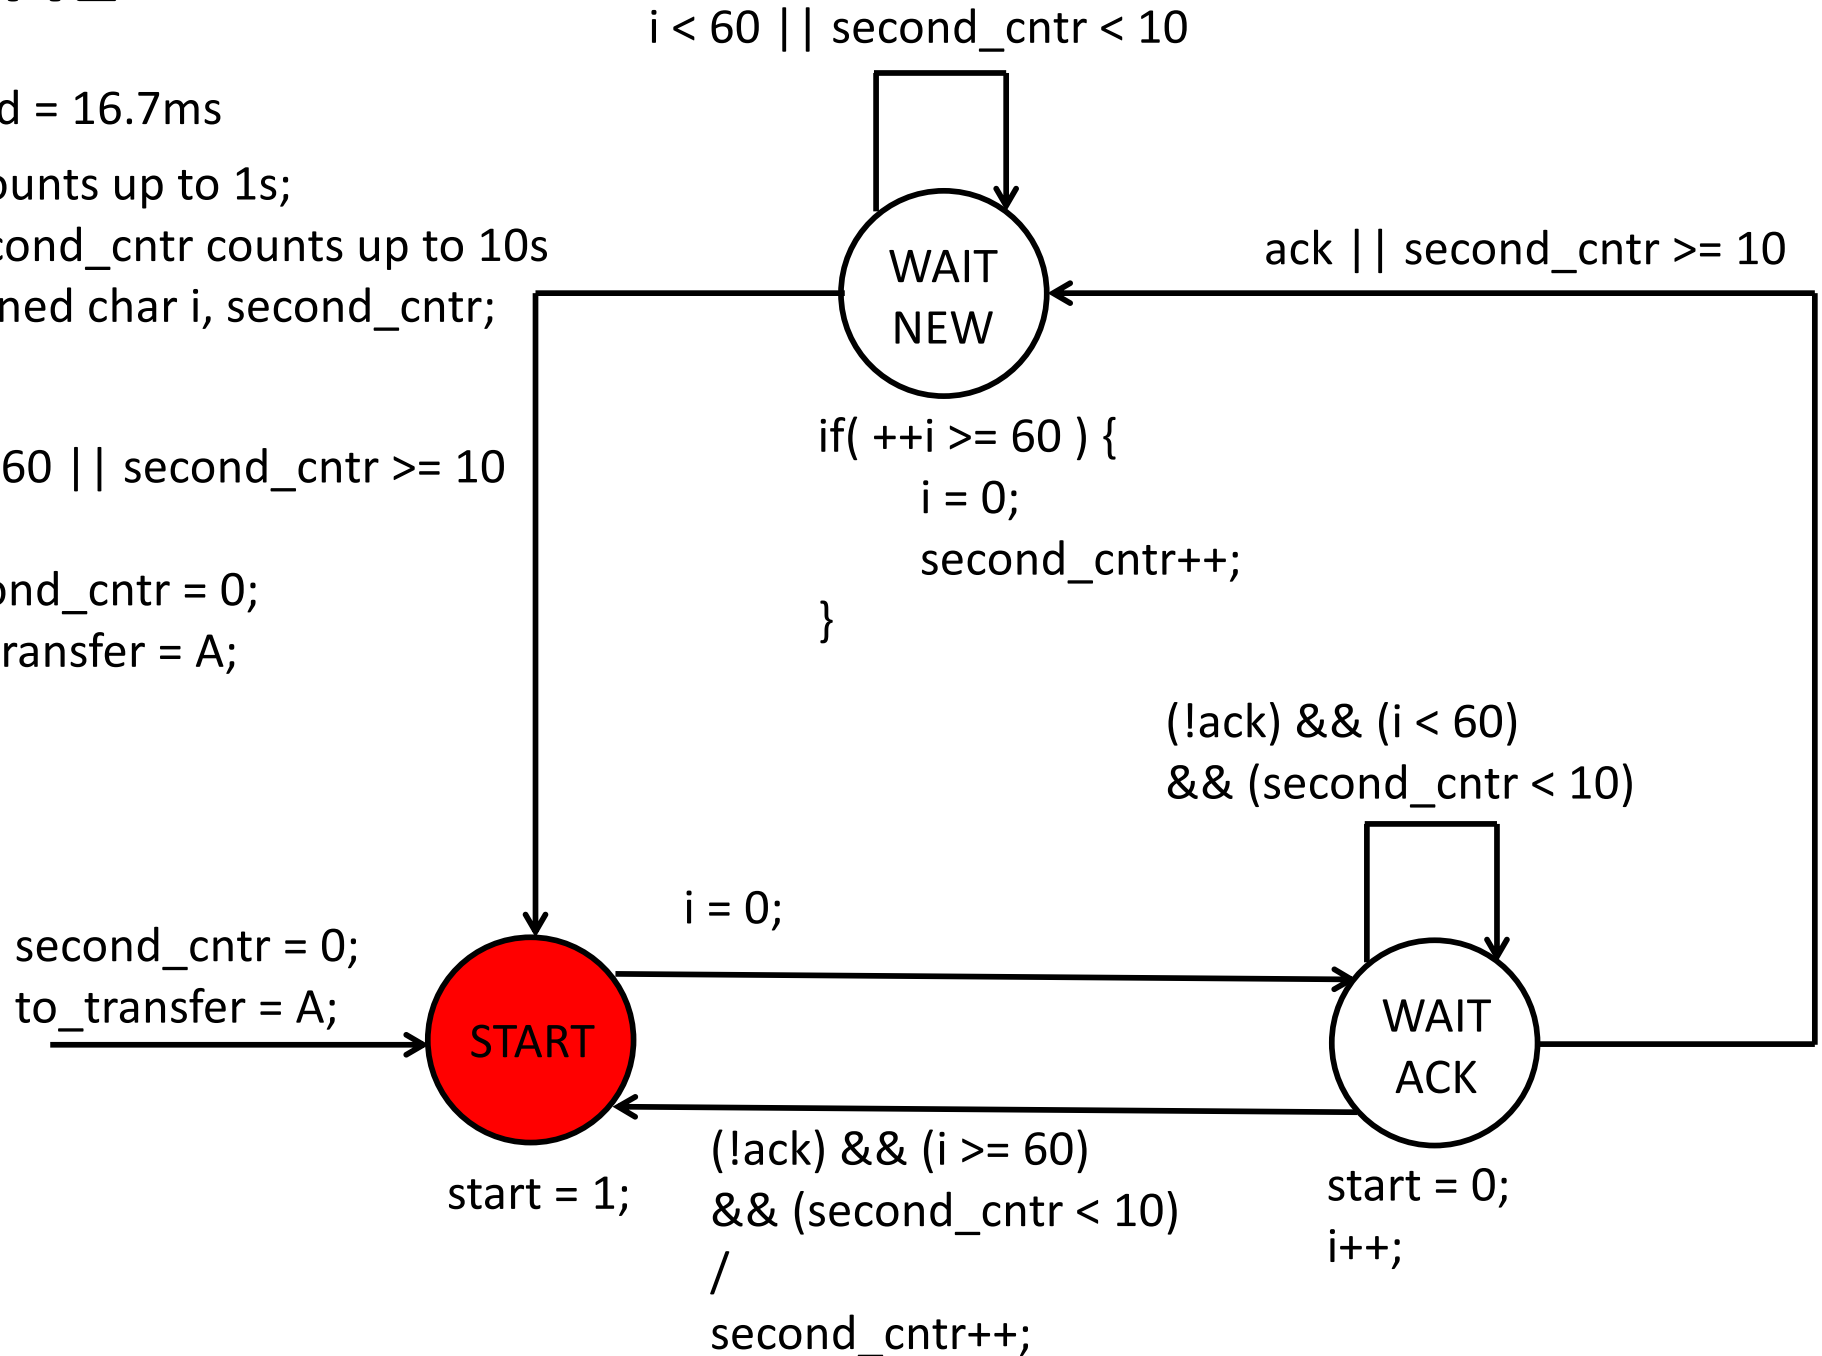 i < 60 || second_cntr < 10
d = 16.7ms
ounts up to 1s;
cond_cntr counts up to 10s
ned char i, second_cntr;
WAIT
NEW
ack || second_cntr >= 10
if( ++i >= 60 ) {
i = 0;
second_cntr++;
}
60 || second_cntr >= 10
ond_cntr = 0;
ransfer = A;
(!ack) && (i < 60)
&& (second_cntr < 10)
i = 0;
second_cntr = 0;
to_transfer = A;
START
WAIT
ACK
start = 1;
(!ack) && (i >= 60)
&& (second_cntr < 10)
/
second_cntr++;
start = 0;
i++;